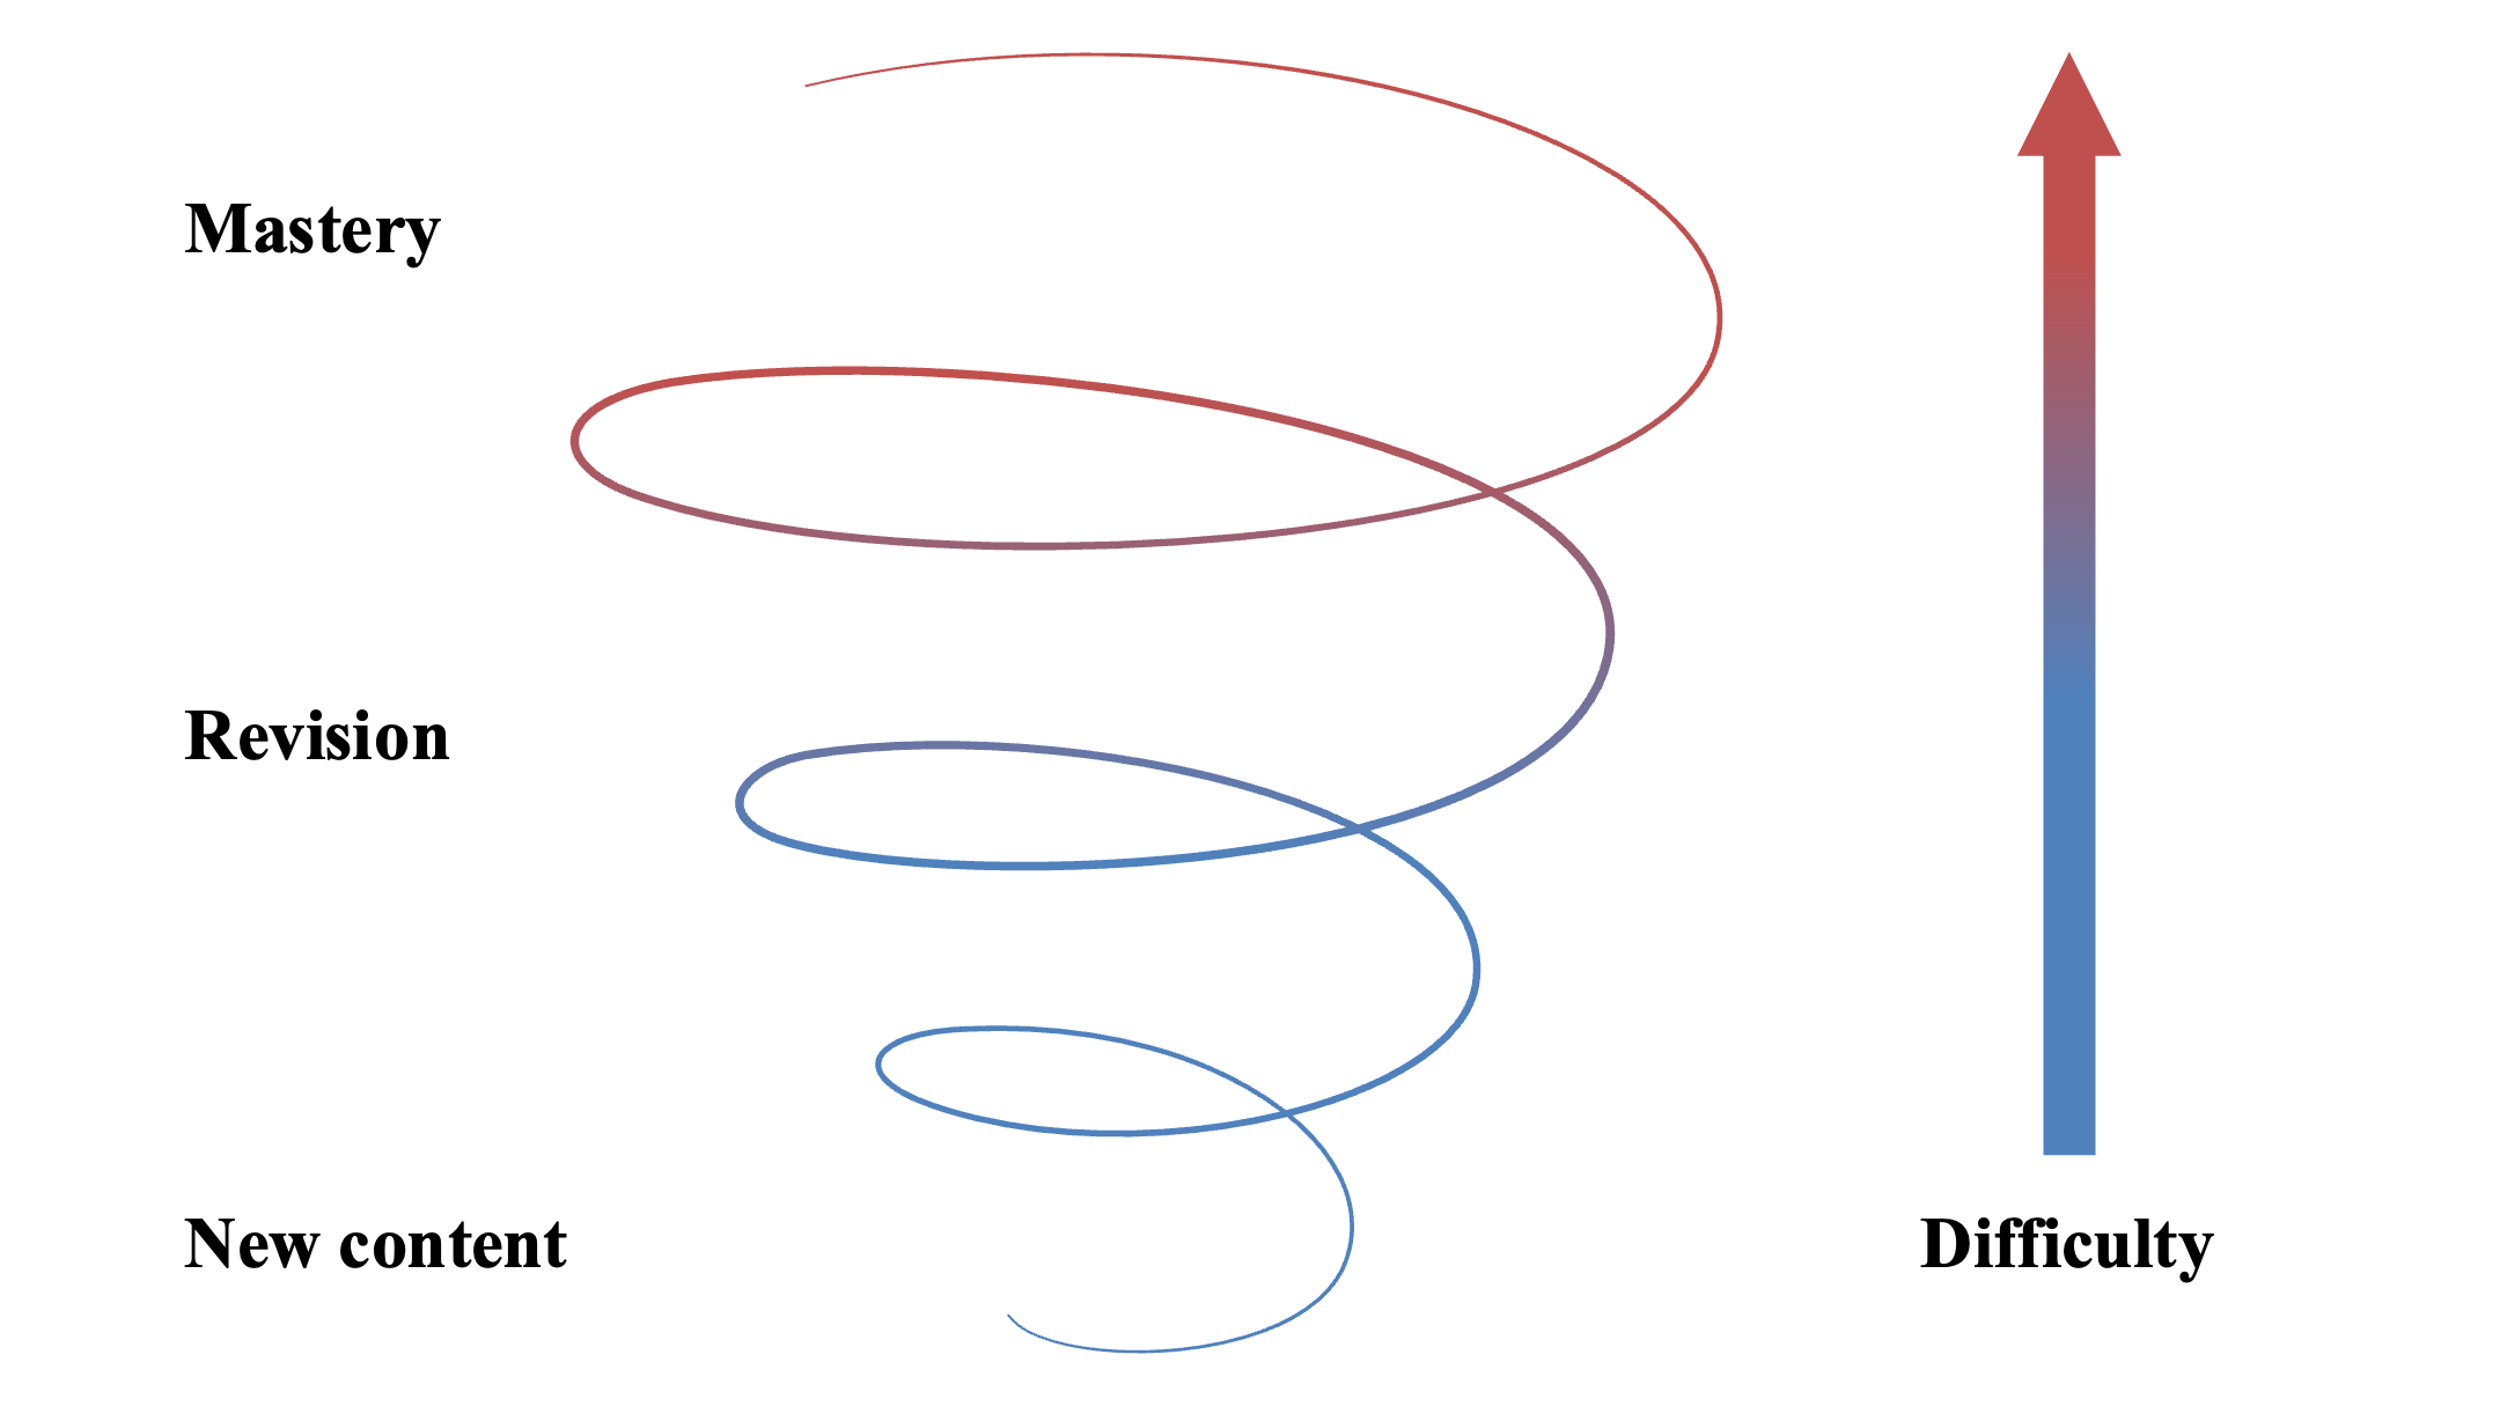 Mastery
Revision
New content
Difficulty